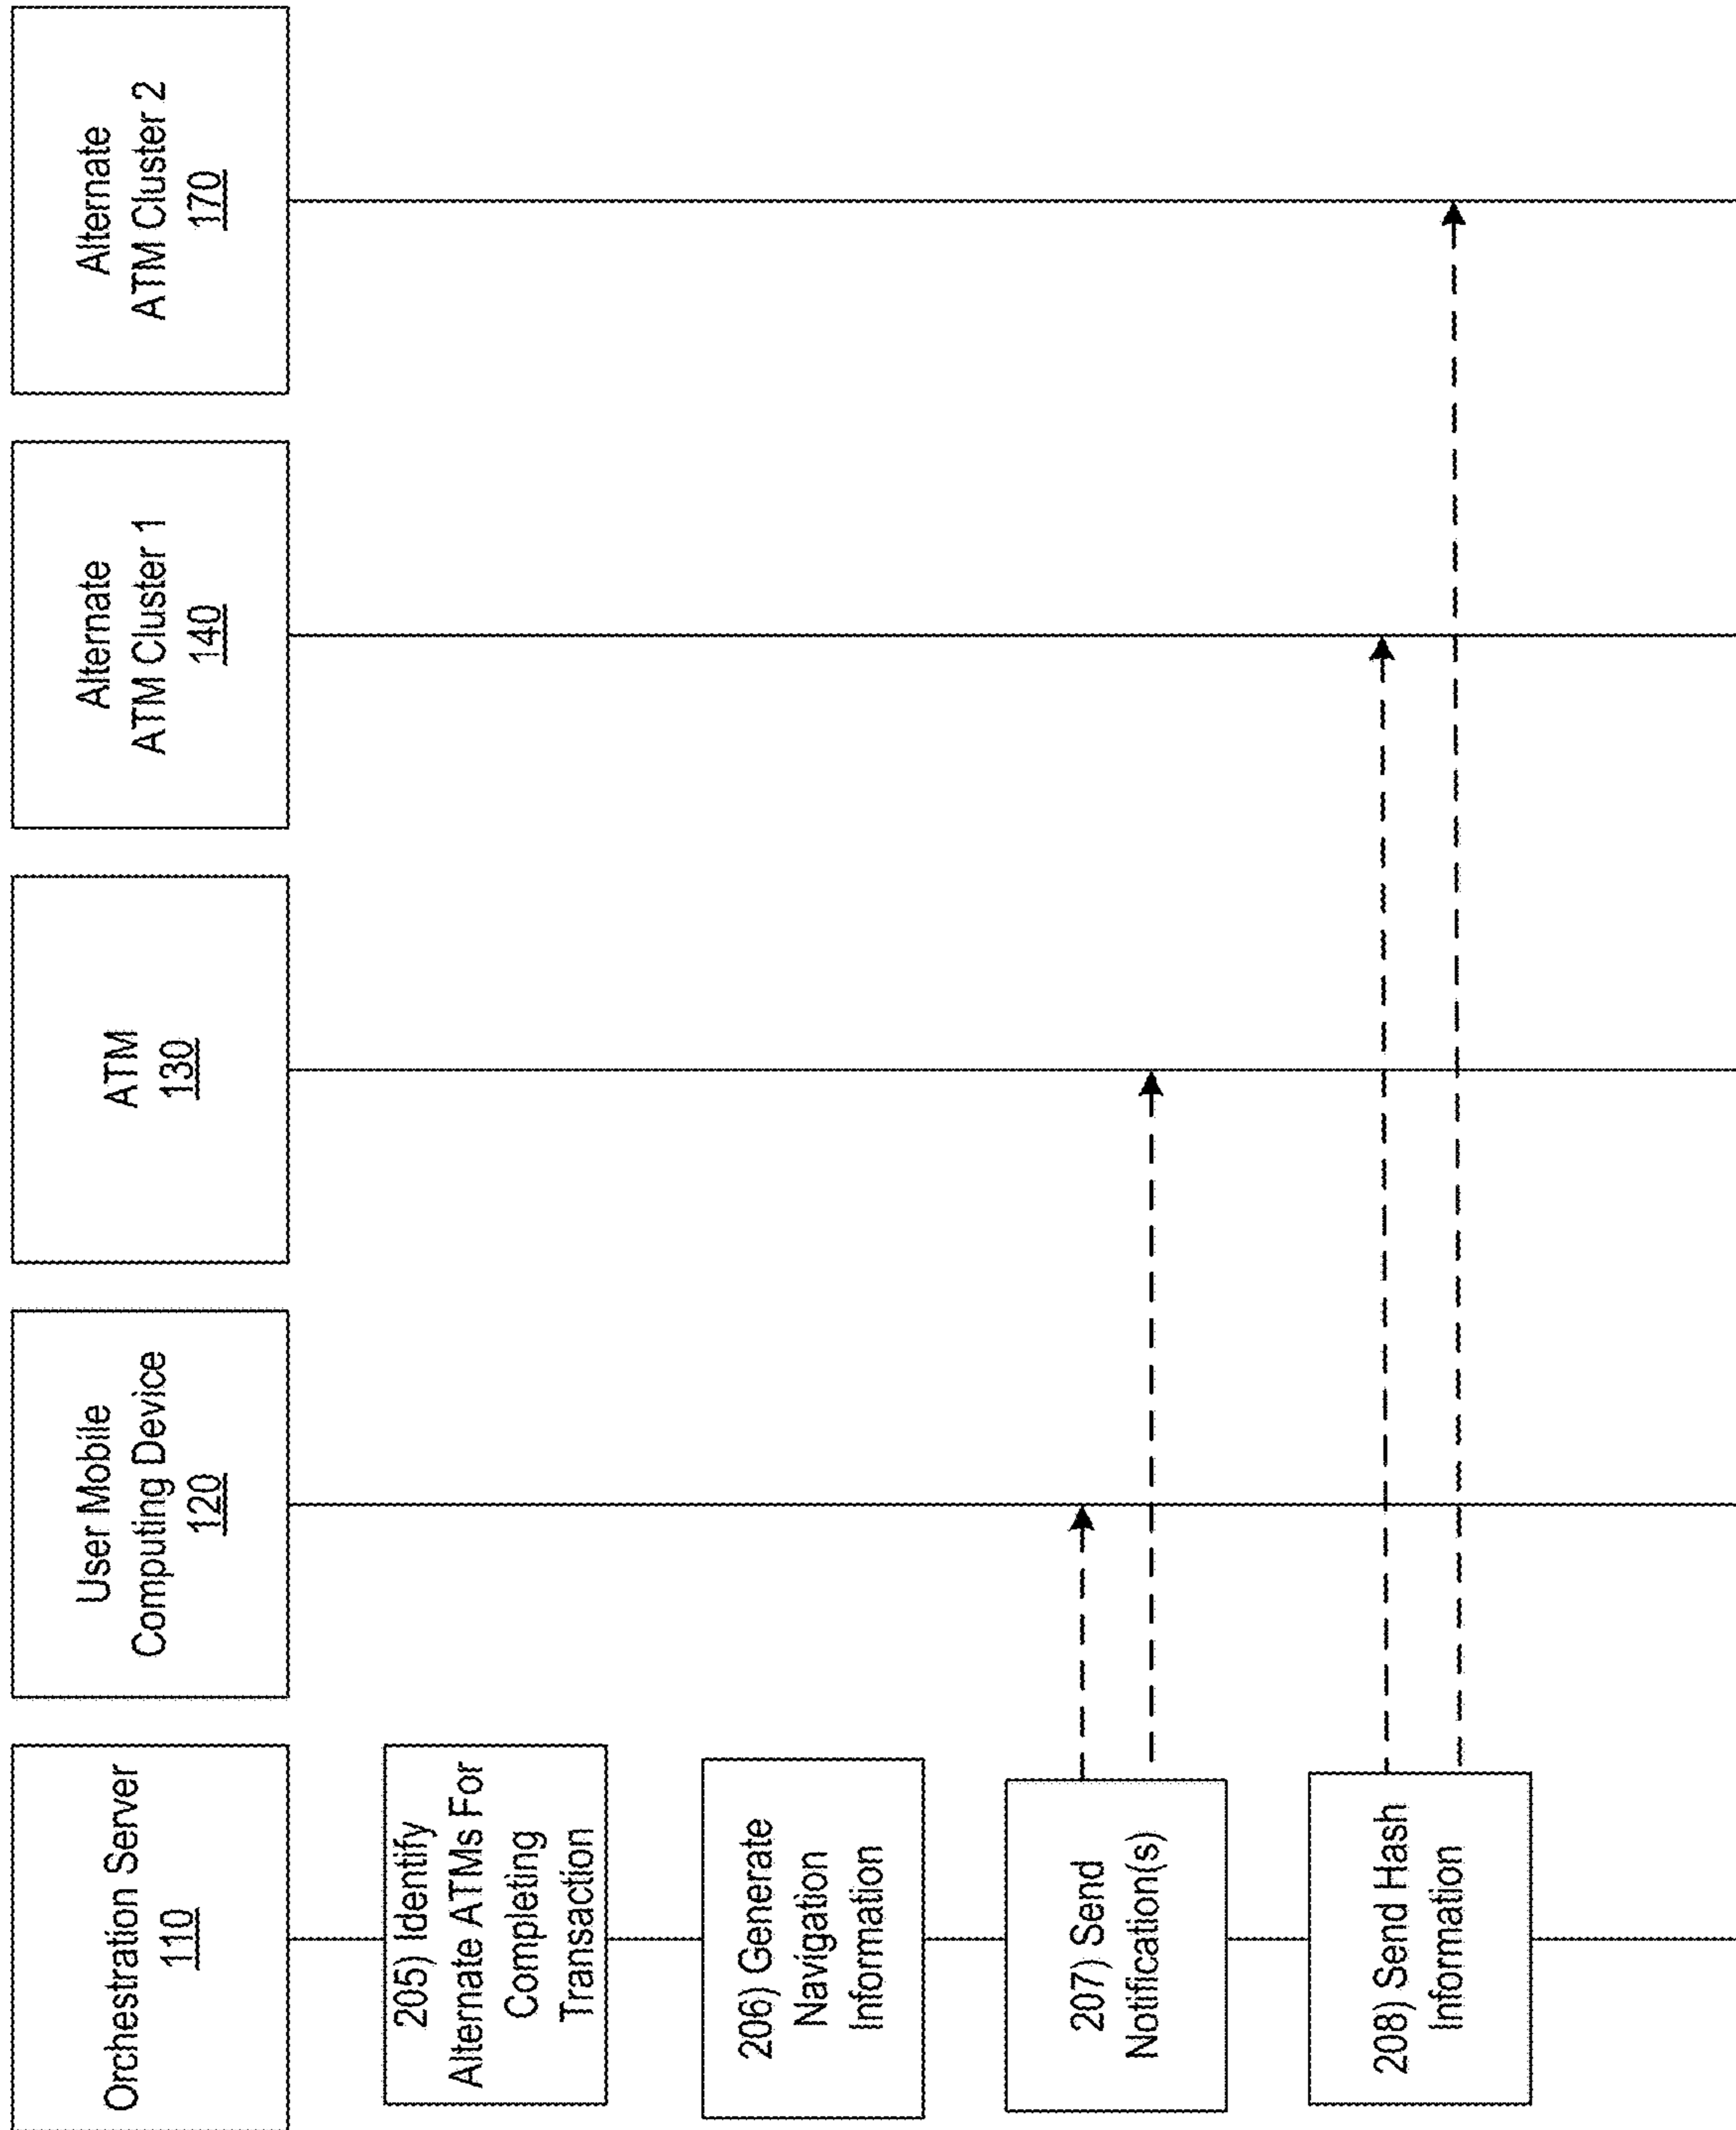 Orchestration Server
110
User Mobile
Computing Device
120
ATM
130
Alternate
ATM Cluster 1
140
Alternate
ATM Cluster 2
170
205) Identify
Alternate ATMs For
Completing
Transaction
206) Generate
Navigation
Information
207) Send
Notification(s)
208) Send Hash
Information